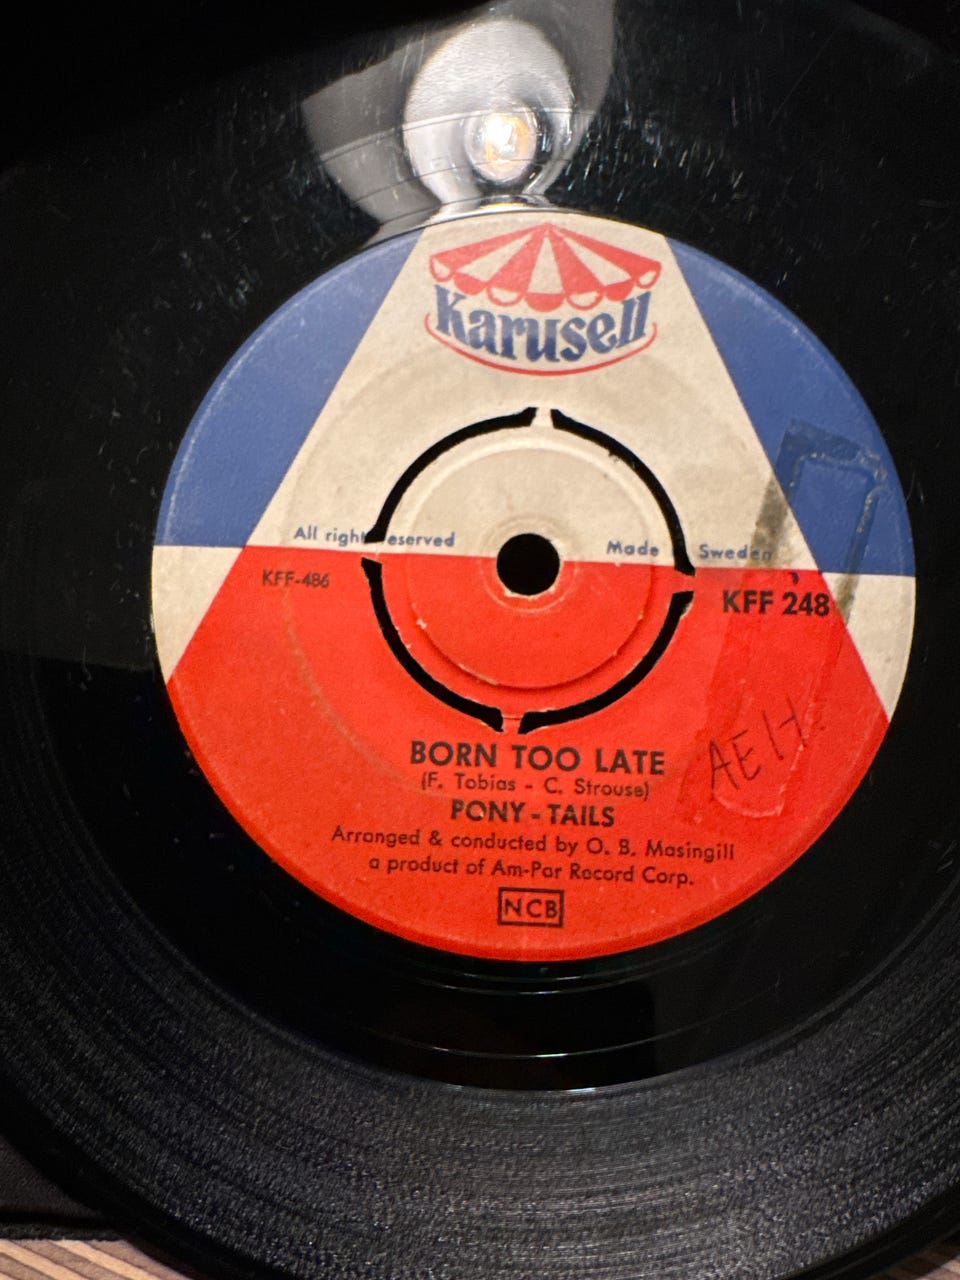 Karusell
All right eserved
Made Sweden
KFF-486
KFF 248
BORN TOO LATE
(F. Tobias - C. Strouse)
PONY-TAILS
Arranged & conducted by O. B. Masingill
a product of Am-Par Record Corp.
NCB